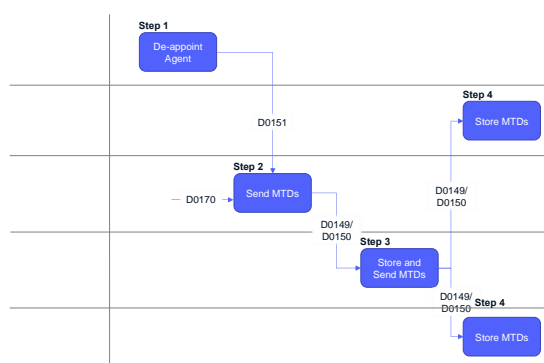 Step 1
De-appoint
Agent
Step 4
Store MTDs
D0151
Step 2
Send MTDs
D0170
D0149/
D0150
D0149/
D0150
Step 3
Store and
Send MTDs
D0149/
D0150
Step 4
Store MTDs